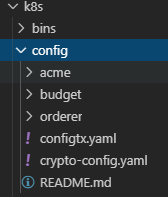 k8s
bins
config
acme
budget
orderer
! configtx.yaml
! crypto-config.yaml
README.md